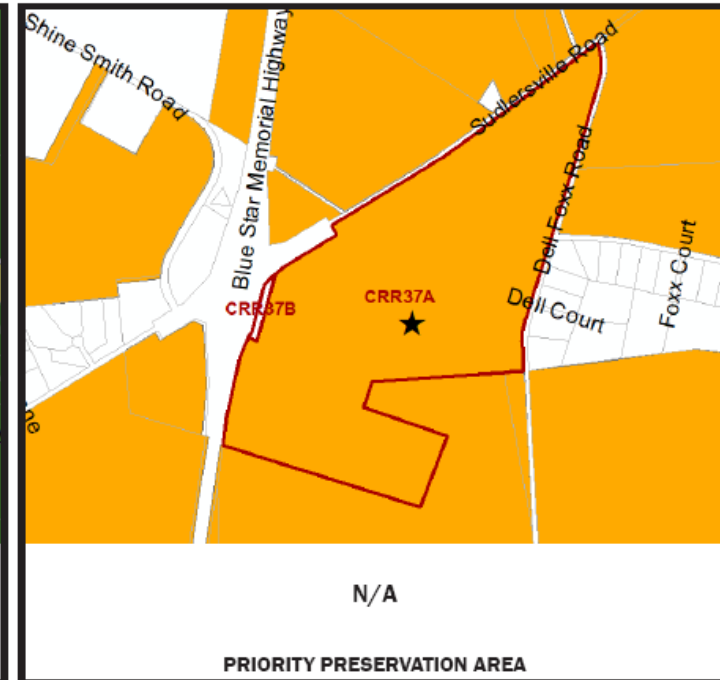 Shine Smith Road
Blue Star Memorial Highway
Sudlersville Road
Dell Foxx Road
Foxx Court
Dell Court
CRR37A
CRR37B
ne
N/A
PRIORITY PRESERVATION AREA